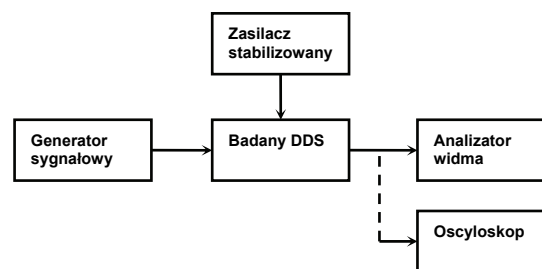 Zasilacz
stabilizowany
Generator
sygnałowy
Badany DDS
Analizator
widma
Oscyloskop